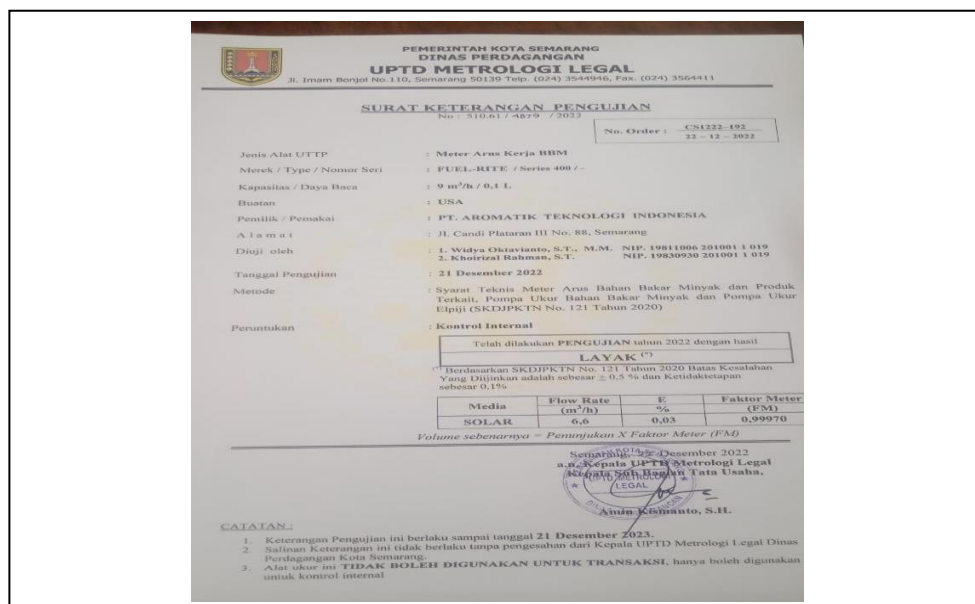 PEMERINTAH KOTA SEMARANG
DINAS PERDAGANGAN
UPTD METROLOGI LEGAL
Jl. Imam Bonjol No.110, Semarang 50139 Telp. (024) 3544946, Fax. (024) 3564411
SURAT KETERANGAN PENGUJIAN
No : 510.61 / 4879 / 2022
No. Order : CS1222-192
22 - 12 - 2022
Jenis Alat UTTP : Meter Arus Kerja BBM
Merek / Type / Nomor Seri : FUEL-RITE / Series 400 / -
Kapasitas / Daya Baca : 9 m³/h / 0,1 L
Buatan : USA
Pemilik / Pemakai : PT. AROMATIK TEKNOLOGI INDONESIA
A l a m a t : Jl. Candi Plataran III No. 88, Semarang
Diuji oleh : 1. Widya Oktavianto, S.T., M.M. NIP. 19811006 201001 1 019
2. Khoirizal Rahman, S.T. NIP. 19830930 201001 1 019
Tanggal Pengujian : 21 Desember 2022
Metode : Syarat Teknis Meter Arus Bahan Bakar Minyak dan Produk
Terkait, Pompa Ukur Bahan Bakar Minyak dan Pompa Ukur
Elpiji (SKDJPKTN No. 121 Tahun 2020)
Peruntukan : Kontrol Internal
Telah dilakukan PENGUJIAN tahun 2022 dengan hasil
LAYAK (*)
(*) Berdasarkan SKDJPKTN No. 121 Tahun 2020 Batas Kesalahan
Yang Diijinkan adalah sebesar ± 0,5 % dan Ketidaktetapan
sebesar 0,1%
Media Flow Rate (m³/h) E % Faktor Meter (FM)
SOLAR 6,6 0,03 0,99970
Volume sebenarnya = Penunjukan X Faktor Meter (FM)
Semarang, 22 Desember 2022
a.n. Kepala UPTD Metrologi Legal
Kepala Sub Bagian Tata Usaha,
UPTD METROLOGI
LEGAL
Amin Kismanto, S.H.
CATATAN :
1. Keterangan Pengujian ini berlaku sampai tanggal 21 Desember 2023.
2. Salinan Keterangan ini tidak berlaku tanpa pengesahan dari Kepala UPTD Metrologi Legal Dinas
Perdagangan Kota Semarang.
3. Alat ukur ini TIDAK BOLEH DIGUNAKAN UNTUK TRANSAKSI, hanya boleh digunakan
untuk kontrol internal